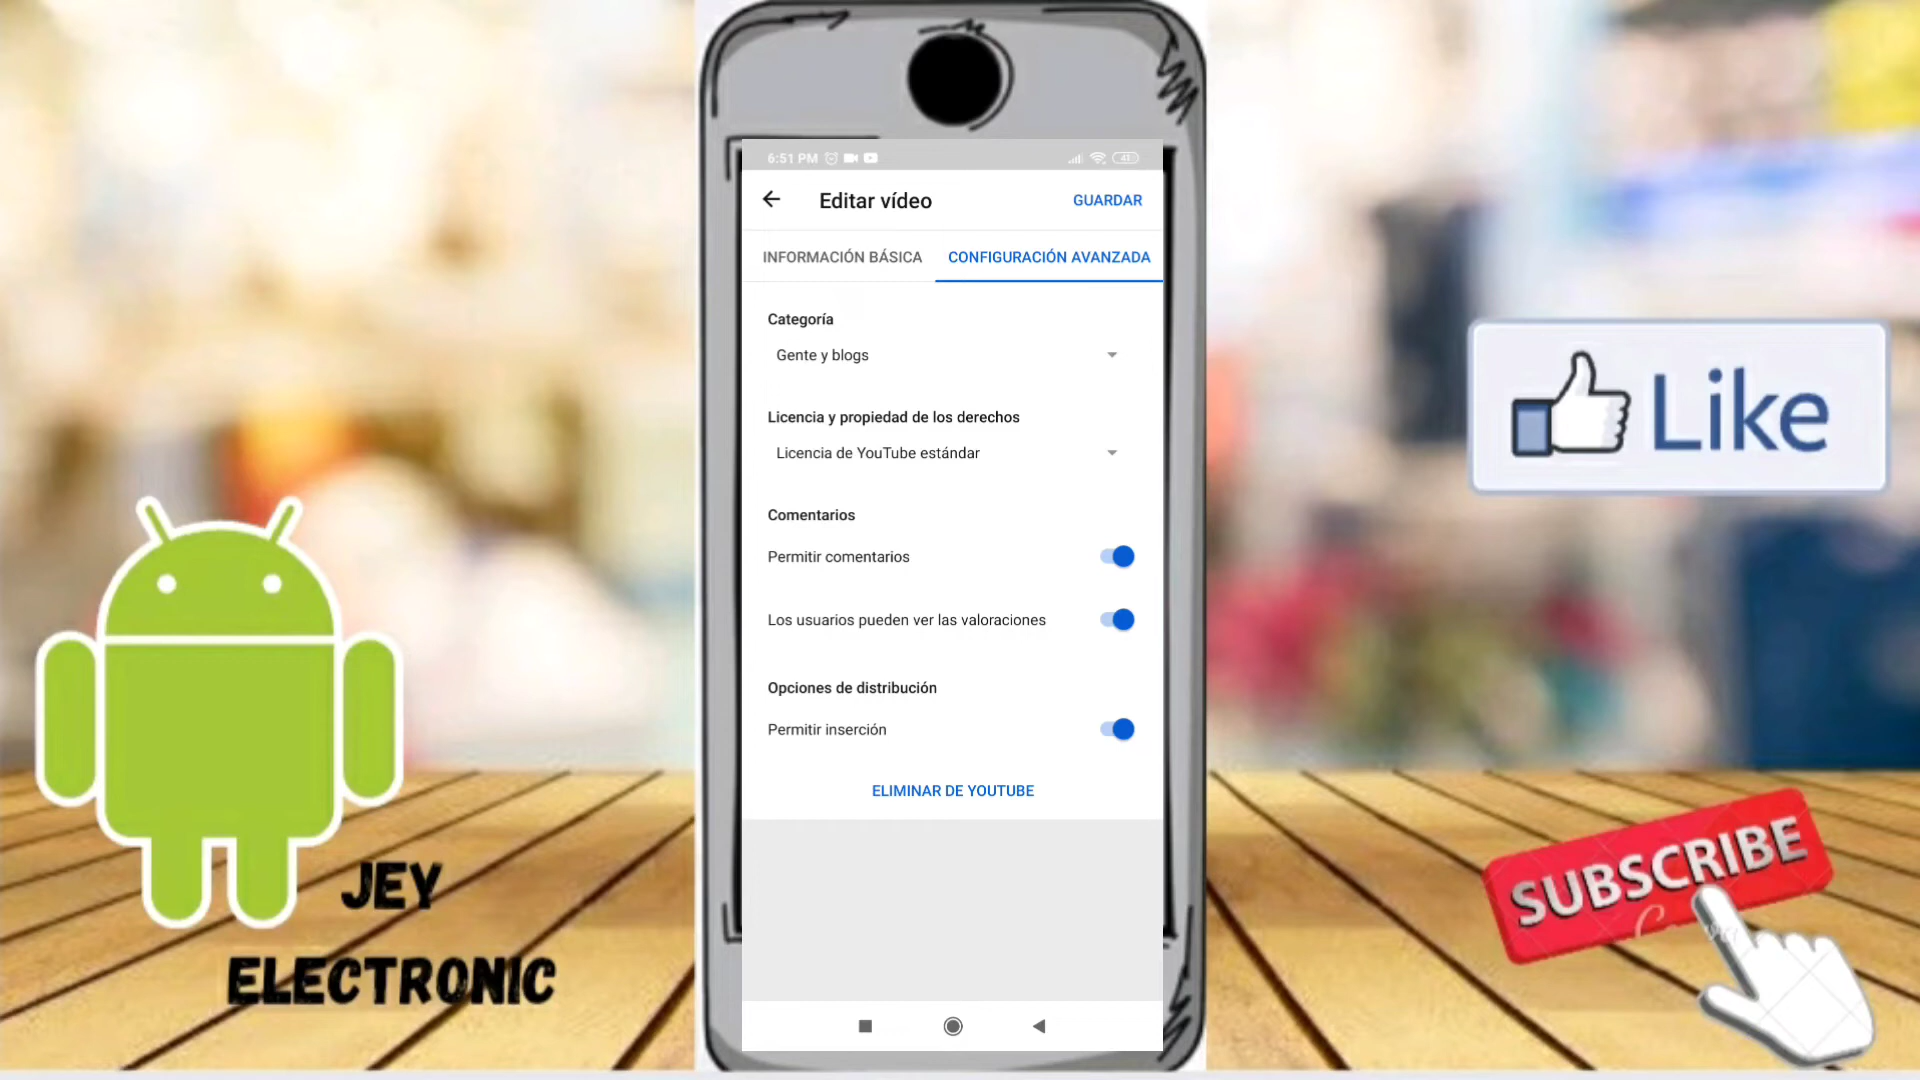 6:51 PM
41
Editar vídeo
GUARDAR
INFORMACIÓN BÁSICA
CONFIGURACIÓN AVANZADA
Categoría
Gente y blogs
Licencia y propiedad de los derechos
Licencia de YouTube estándar
Comentarios
Permitir comentarios
Los usuarios pueden ver las valoraciones
Opciones de distribución
Permitir inserción
ELIMINAR DE YOUTUBE
Like
SUBSCRIBE
JEY
ELECTRONIC